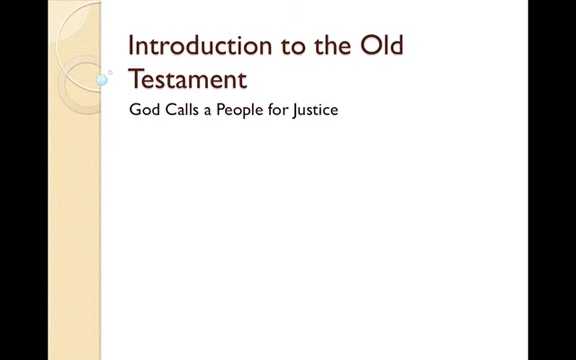 Introduction to the Old
Testament
God Calls a People for Justice